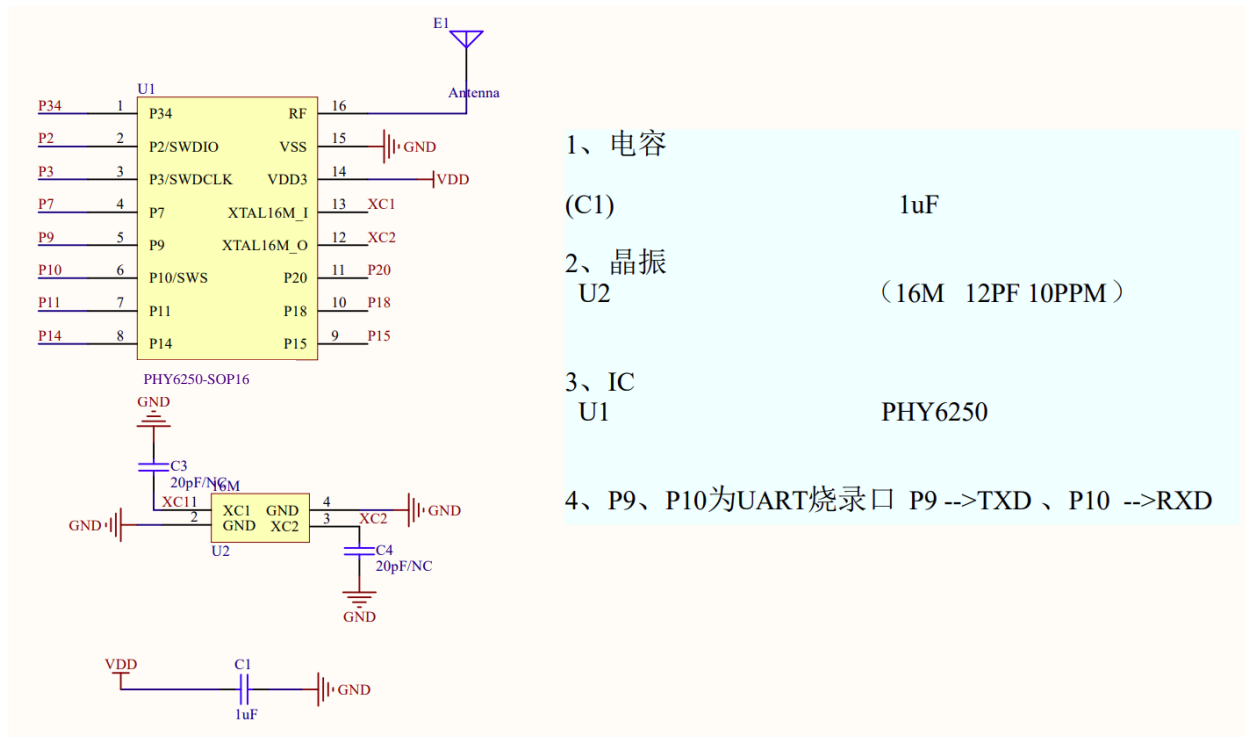 E1
Antenna
U1
P34 1 P34 RF 16
P2 2 P2/SWDIO VSS 15 GND
P3 3 P3/SWDCLK VDD3 14 VDD
P7 4 P7 XTAL16M_I 13 XC1
P9 5 P9 XTAL16M_O 12 XC2
P10 6 P10/SWS P20 11 P20
P11 7 P11 P18 10 P18
P14 8 P14 P15 9 P15
PHY6250-SOP16
GND
C3
20pF/NC
16M
XC1 1 XC1 GND 4 GND
GND 2 GND XC2 3 XC2
U2
C4
20pF/NC
GND
VDD
C1
GND
1uF
1、电容
(C1) 1uF
2、晶振
U2 （16M 12PF 10PPM）
3、IC
U1 PHY6250
4、P9、P10为UART烧录口 P9 -->TXD 、P10 -->RXD